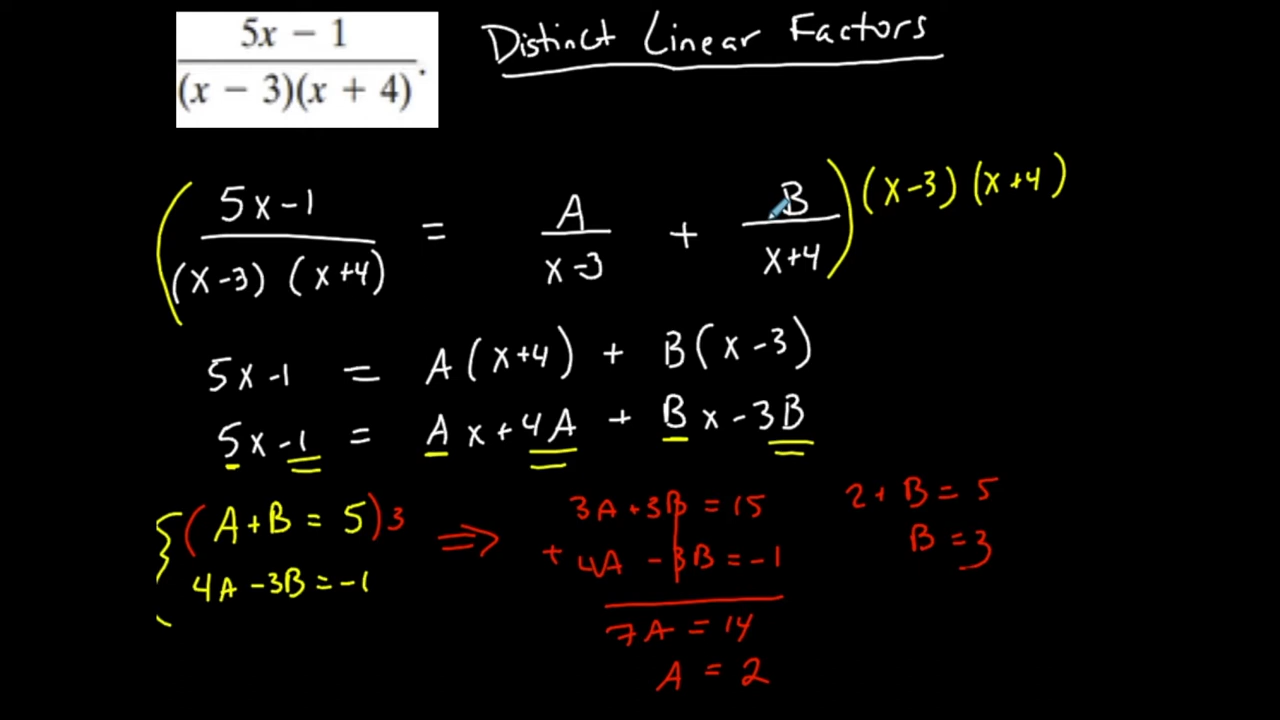 5x − 1
(x − 3)(x + 4).
Distinct Linear Factors
( 5x-1 / (x-3) (x+4) = A / x-3 + B / x+4 ) (x-3) (x+4)
5x-1 = A(x+4) + B(x-3)
5x-1 = Ax+4A + Bx-3B
{ (A+B = 5)3
4A-3B=-1
⇒
3A+3B = 15
+ 4A - 3B = -1
7A = 14
A = 2
2+B = 5
B = 3